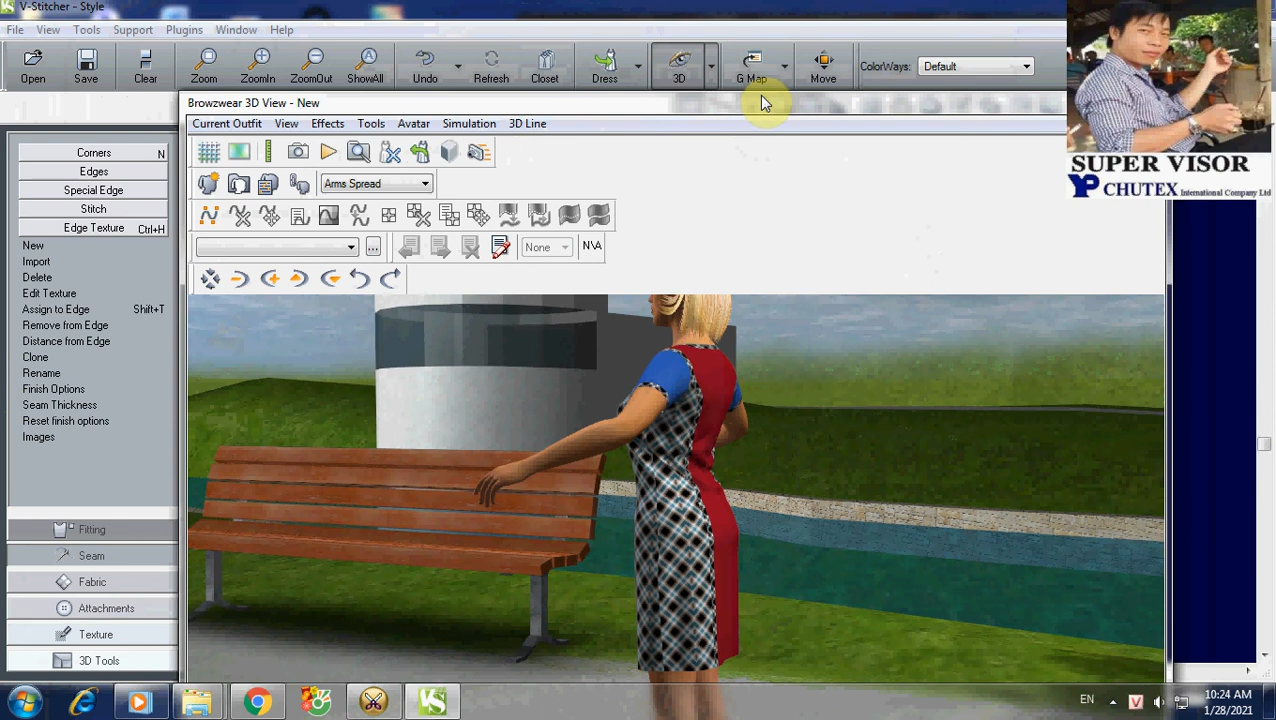 V-Stitcher - Style
File View Tools Support Plugins Window Help
Open Save Clear Zoom ZoomIn ZoomOut ShowAll Undo Refresh Closet Dress 3D G Map Move ColorWays: Default
SUPER VISOR
YP CHUTEX International Company Ltd
Browzwear 3D View - New
Current Outfit View Effects Tools Avatar Simulation 3D Line
Arms Spread
None N\A
Corners N
Edges
Special Edge
Stitch
Edge Texture Ctrl+H
New
Import
Delete
Edit Texture
Assign to Edge Shift+T
Remove from Edge
Distance from Edge
Clone
Rename
Finish Options
Seam Thickness
Reset finish options
Images
Fitting
Seam
Fabric
Attachments
Texture
3D Tools
EN
V
10:24 AM
1/28/2021